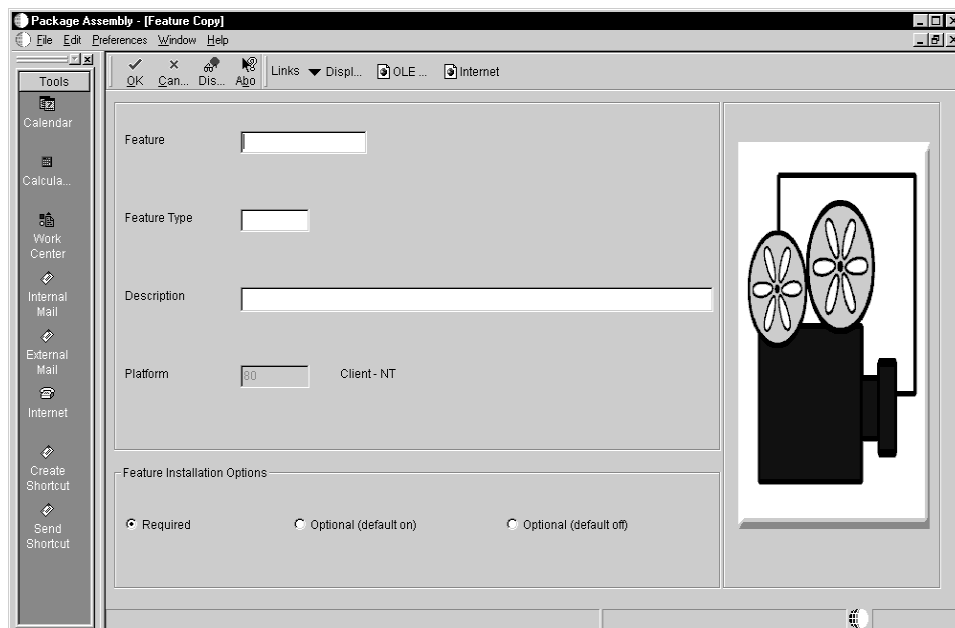 Package Assembly - [Feature Copy]
File Edit Preferences Window Help
OK Can... Dis... Abo Links Displ... OLE ... Internet
Tools
Calendar
Calcula...
Work
Center
Internal
Mail
External
Mail
Internet
Create
Shortcut
Send
Shortcut
Feature
Feature Type
Description
Platform 80 Client - NT
Feature Installation Options
Required Optional (default on) Optional (default off)